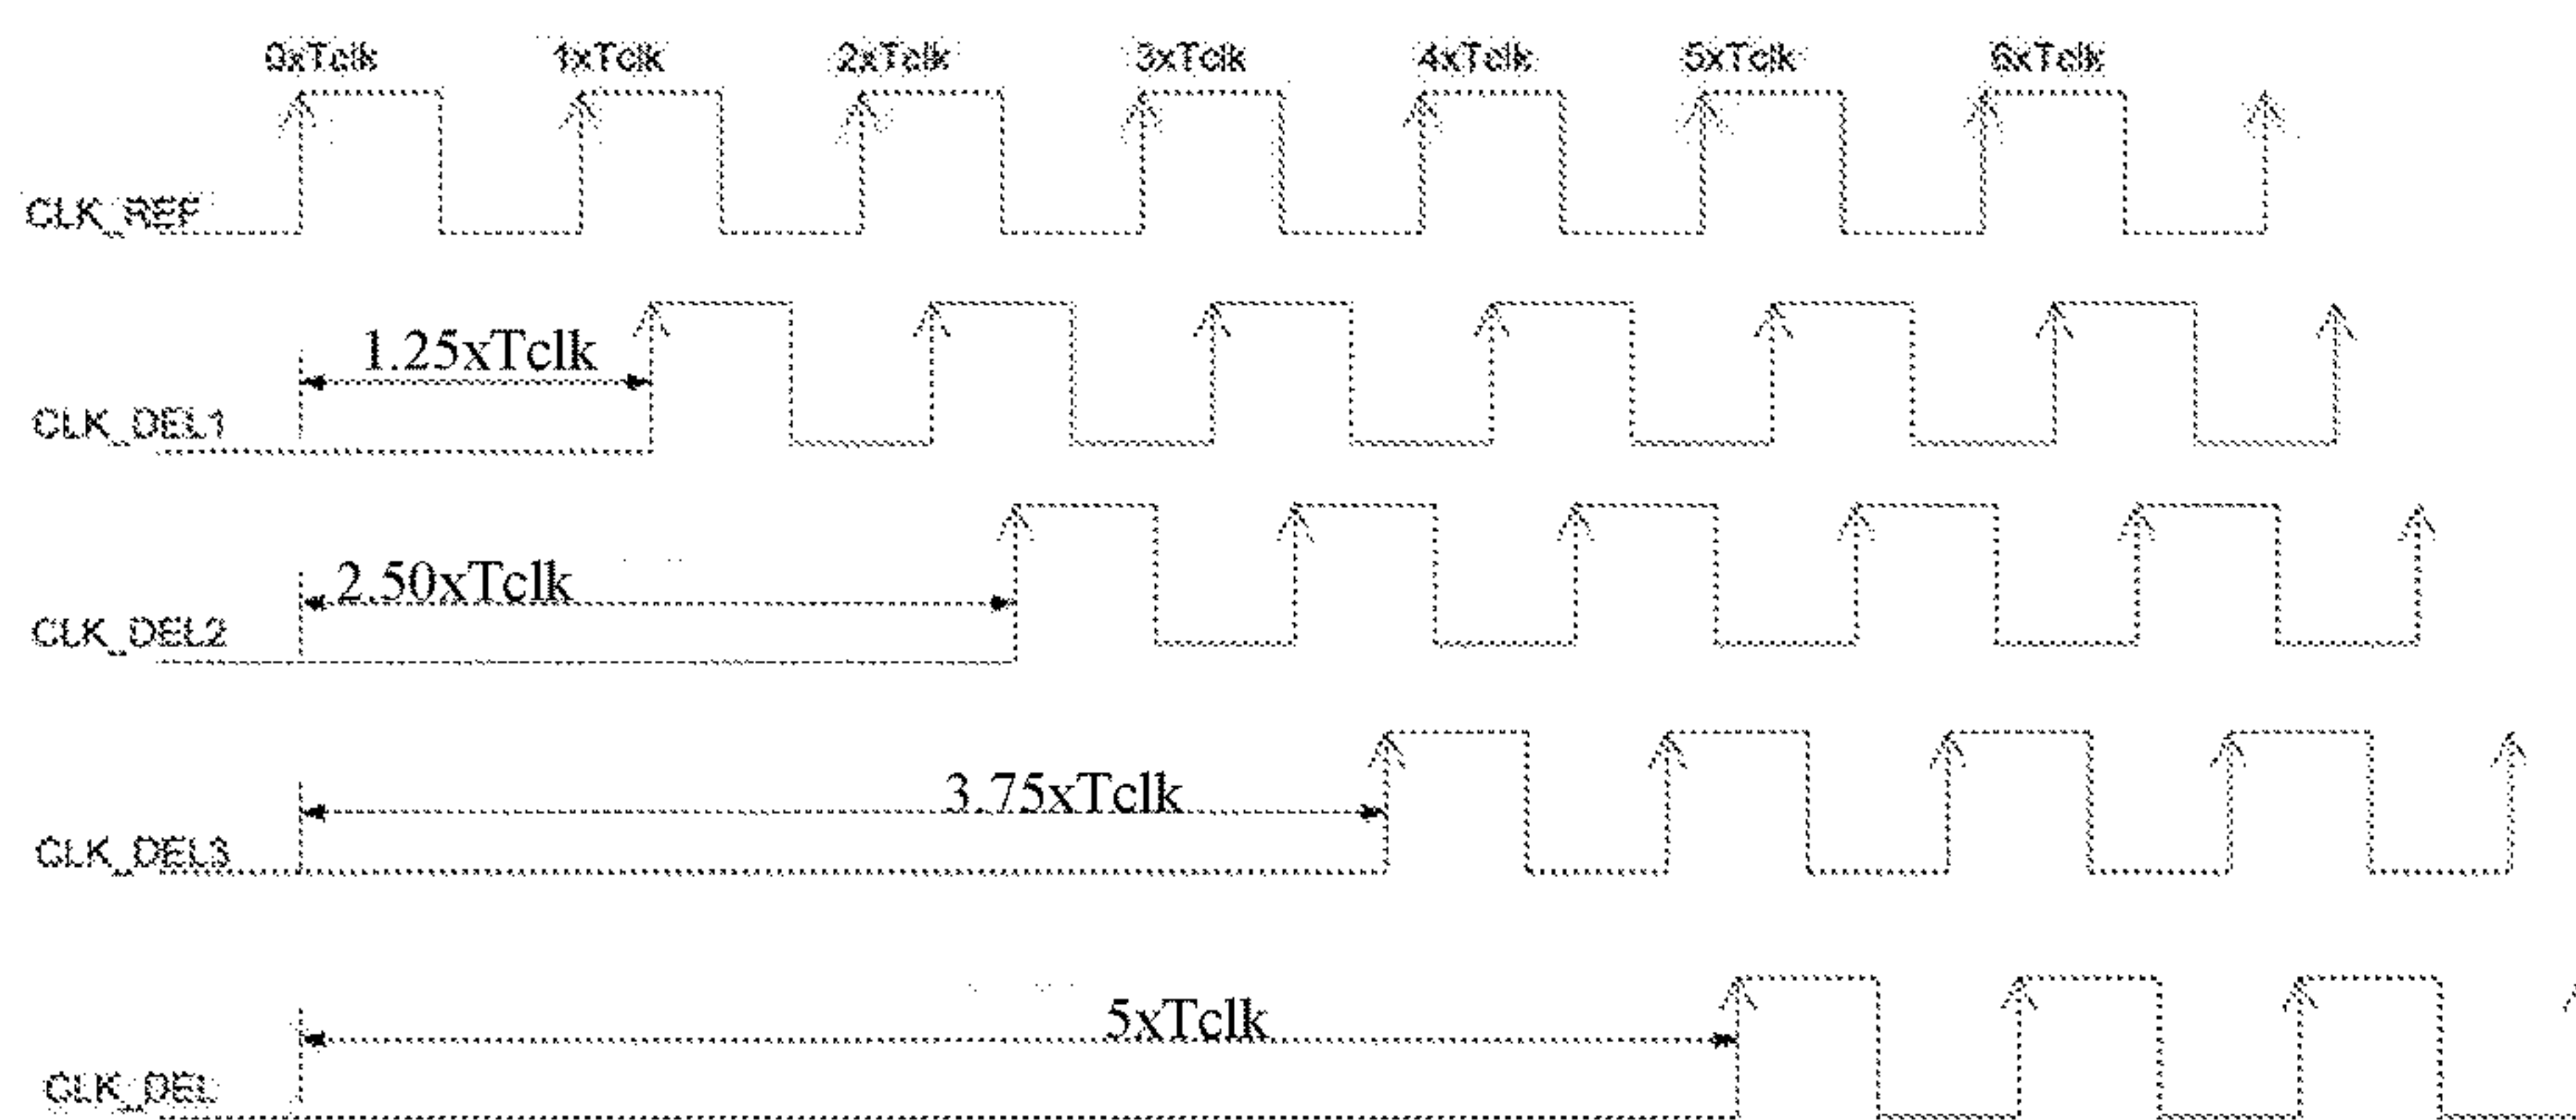 0xTclk 1xTclk 2xTclk 3xTclk 4xTclk 5xTclk 6xTclk
CLK_REF
1.25xTclk
CLK_DEL1
2.50xTclk
CLK_DEL2
3.75xTclk
CLK_DEL3
5xTclk
CLK_DEL